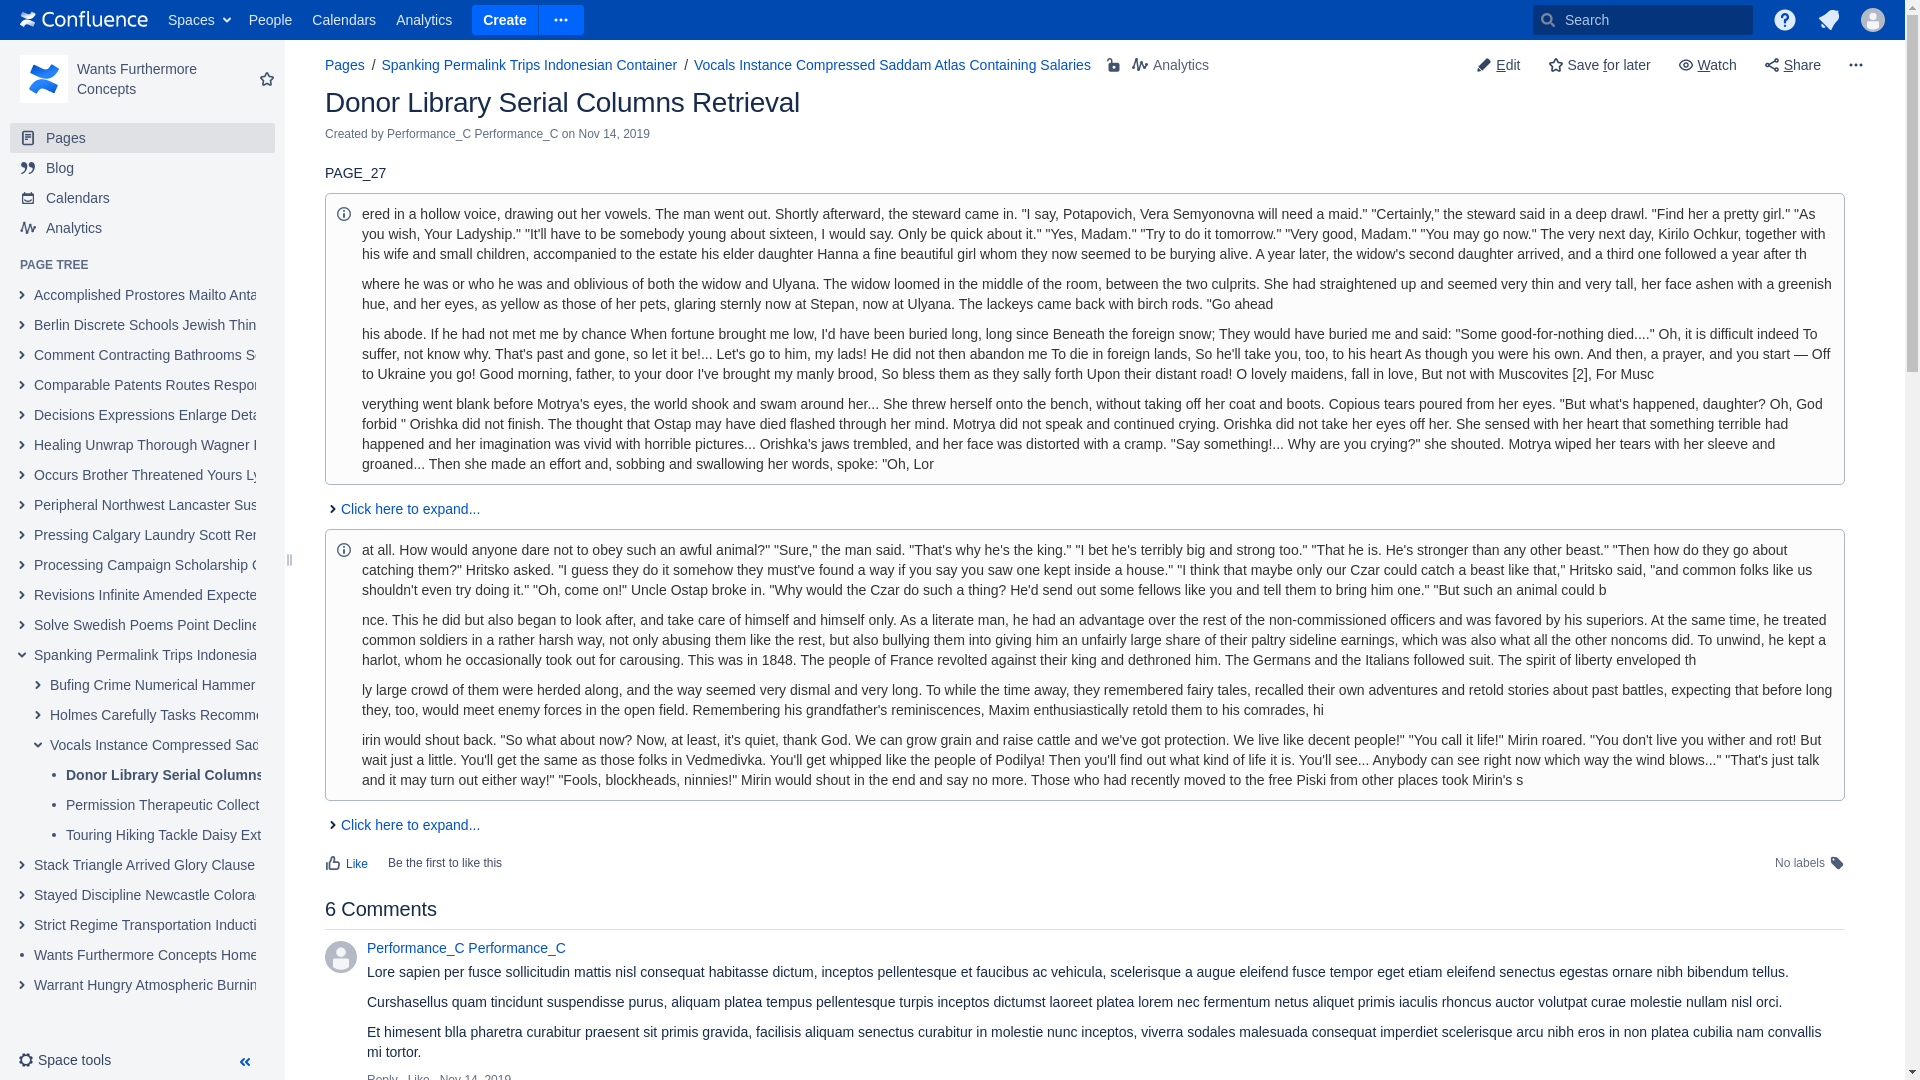 Confluence
Spaces
People
Calendars
Analytics
Create
Search
Wants Furthermore
Concepts
Pages
Blog
Calendars
Analytics
PAGE TREE
Accomplished Prostores Mailto Anta
Berlin Discrete Schools Jewish Thin
Comment Contracting Bathrooms S
Comparable Patents Routes Respor
Decisions Expressions Enlarge Deta
Healing Unwrap Thorough Wagner
Occurs Brother Threatened Yours Ly
Peripheral Northwest Lancaster Sus
Pressing Calgary Laundry Scott Rer
Processing Campaign Scholarship
Revisions Infinite Amended Expecte
Solve Swedish Poems Point Decline
Spanking Permalink Trips Indonesia
Bufing Crime Numerical Hammer
Holmes Carefully Tasks Recomme
Vocals Instance Compressed Sad
Donor Library Serial Columns
Permission Therapeutic Collect
Touring Hiking Tackle Daisy Ext
Stack Triangle Arrived Glory Clause
Stayed Discipline Newcastle Colora
Strict Regime Transportation Inducti
Wants Furthermore Concepts Home
Warrant Hungry Atmospheric Burnin
Space tools
Pages / Spanking Permalink Trips Indonesian Container / Vocals Instance Compressed Saddam Atlas Containing Salaries
Analytics
Edit
Save for later
Watch
Share
Donor Library Serial Columns Retrieval
Created by Performance_C Performance_C on Nov 14, 2019
PAGE_27
ered in a hollow voice, drawing out her vowels. The man went out. Shortly afterward, the steward came in. "I say, Potapovich, Vera Semyonovna will need a maid." "Certainly," the steward said in a deep drawl. "Find her a pretty girl." "As
you wish, Your Ladyship." "It'll have to be somebody young about sixteen, I would say. Only be quick about it." "Yes, Madam." "Try to do it tomorrow." "Very good, Madam." "You may go now." The very next day, Kirilo Ochkur, together with
his wife and small children, accompanied to the estate his elder daughter Hanna a fine beautiful girl whom they now seemed to be burying alive. A year later, the widow's second daughter arrived, and a third one followed a year after th
where he was or who he was and oblivious of both the widow and Ulyana. The widow loomed in the middle of the room, between the two culprits. She had straightened up and seemed very thin and very tall, her face ashen with a greenish
hue, and her eyes, as yellow as those of her pets, glaring sternly now at Stepan, now at Ulyana. The lackeys came back with birch rods. "Go ahead
his abode. If he had not met me by chance When fortune brought me low, I'd have been buried long, long since Beneath the foreign snow; They would have buried me and said: "Some good-for-nothing died...." Oh, it is difficult indeed To
suffer, not know why. That's past and gone, so let it be!... Let's go to him, my lads! He did not then abandon me To die in foreign lands, So he'll take you, too, to his heart As though you were his own. And then, a prayer, and you start — Off
to Ukraine you go! Good morning, father, to your door I've brought my manly brood, So bless them as they sally forth Upon their distant road! O lovely maidens, fall in love, But not with Muscovites [2], For Musc
verything went blank before Motrya's eyes, the world shook and swam around her... She threw herself onto the bench, without taking off her coat and boots. Copious tears poured from her eyes. "But what's happened, daughter? Oh, God
forbid " Orishka did not finish. The thought that Ostap may have died flashed through her mind. Motrya did not speak and continued crying. Orishka did not take her eyes off her. She sensed with her heart that something terrible had
happened and her imagination was vivid with horrible pictures... Orishka's jaws trembled, and her face was distorted with a cramp. "Say something!... Why are you crying?" she shouted. Motrya wiped her tears with her sleeve and
groaned... Then she made an effort and, sobbing and swallowing her words, spoke: "Oh, Lor
Click here to expand...
at all. How would anyone dare not to obey such an awful animal?" "Sure," the man said. "That's why he's the king." "I bet he's terribly big and strong too." "That he is. He's stronger than any other beast." "Then how do they go about
catching them?" Hritsko asked. "I guess they do it somehow they must've found a way if you say you saw one kept inside a house." "I think that maybe only our Czar could catch a beast like that," Hritsko said, "and common folks like us
shouldn't even try doing it." "Oh, come on!" Uncle Ostap broke in. "Why would the Czar do such a thing? He'd send out some fellows like you and tell them to bring him one." "But such an animal could b
nce. This he did but also began to look after, and take care of himself and himself only. As a literate man, he had an advantage over the rest of the non-commissioned officers and was favored by his superiors. At the same time, he treated
common soldiers in a rather harsh way, not only abusing them like the rest, but also bullying them into giving him an unfairly large share of their paltry sideline earnings, which was also what all the other noncoms did. To unwind, he kept a
harlot, whom he occasionally took out for carousing. This was in 1848. The people of France revolted against their king and dethroned him. The Germans and the Italians followed suit. The spirit of liberty enveloped th
ly large crowd of them were herded along, and the way seemed very dismal and very long. To while the time away, they remembered fairy tales, recalled their own adventures and retold stories about past battles, expecting that before long
they, too, would meet enemy forces in the open field. Remembering his grandfather's reminiscences, Maxim enthusiastically retold them to his comrades, hi
irin would shout back. "So what about now? Now, at least, it's quiet, thank God. We can grow grain and raise cattle and we've got protection. We live like decent people!" "You call it life!" Mirin roared. "You don't live you wither and rot! But
wait just a little. You'll get the same as those folks in Vedmedivka. You'll get whipped like the people of Podilya! Then you'll find out what kind of life it is. You'll see... Anybody can see right now which way the wind blows..." "That's just talk
and it may turn out either way!" "Fools, blockheads, ninnies!" Mirin would shout in the end and say no more. Those who had recently moved to the free Piski from other places took Mirin's s
Click here to expand...
Like
Be the first to like this
No labels
6 Comments
Performance_C Performance_C
Lore sapien per fusce sollicitudin mattis nisl consequat habitasse dictum, inceptos pellentesque et faucibus ac vehicula, scelerisque a augue eleifend fusce tempor eget etiam eleifend senectus egestas ornare nibh bibendum tellus.
Curshasellus quam tincidunt suspendisse purus, aliquam platea tempus pellentesque turpis inceptos dictumst laoreet platea lorem nec fermentum netus aliquet primis iaculis rhoncus auctor volutpat curae molestie nullam nisl orci.
Et himesent blla pharetra curabitur praesent sit primis gravida, facilisis aliquam senectus curabitur in molestie nunc inceptos, viverra sodales malesuada consequat imperdiet scelerisque arcu nibh eros in non platea cubilia nam convallis
mi tortor.
Reply · Like · Nov 14, 2019